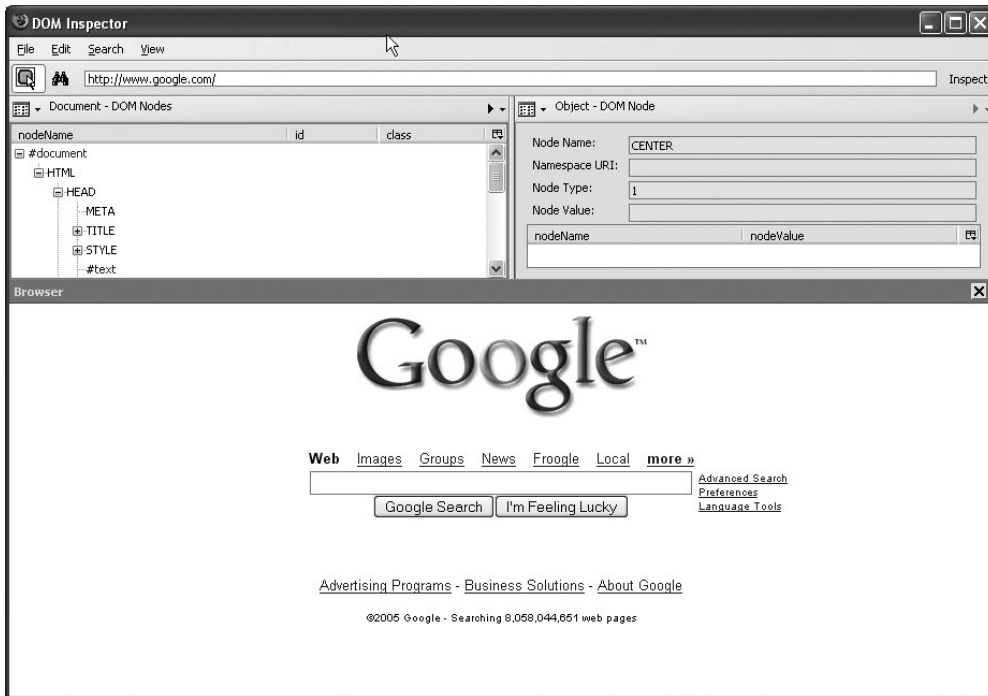 DOM Inspector
File Edit Search View
http://www.google.com/ Inspect
Document - DOM Nodes
nodeName id class
#document
HTML
HEAD
META
TITLE
STYLE
#text
Object - DOM Node
Node Name: CENTER
Namespace URI:
Node Type: 1
Node Value:
nodeName nodeValue
Browser
Google™
Web Images Groups News Froogle Local more »
Advanced Search
Preferences
Language Tools
Google Search I'm Feeling Lucky
Advertising Programs - Business Solutions - About Google
©2005 Google - Searching 8,058,044,651 web pages